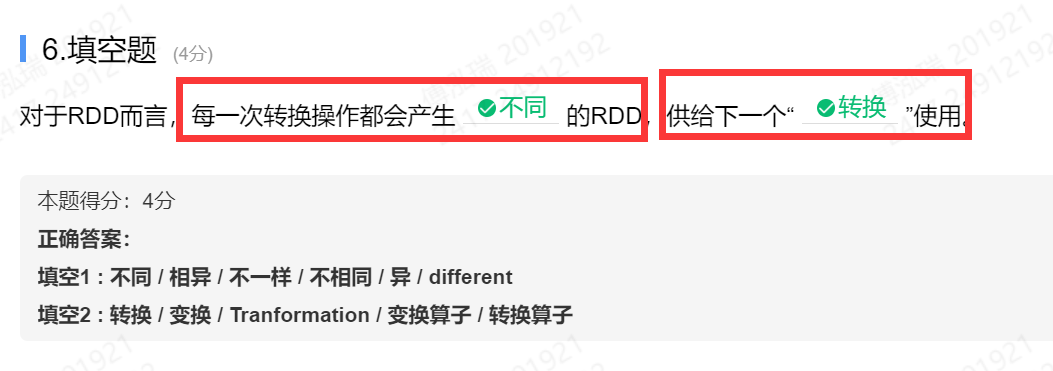 6.填空题 (4分)
对于RDD而言，每一次转换操作都会产生 不同 的RDD，供给下一个“ 转换 ”使用。
本题得分：4分
正确答案：
填空1 : 不同 / 相异 / 不一样 / 不相同 / 异 / different
填空2 : 转换 / 变换 / Tranformation / 变换算子 / 转换算子